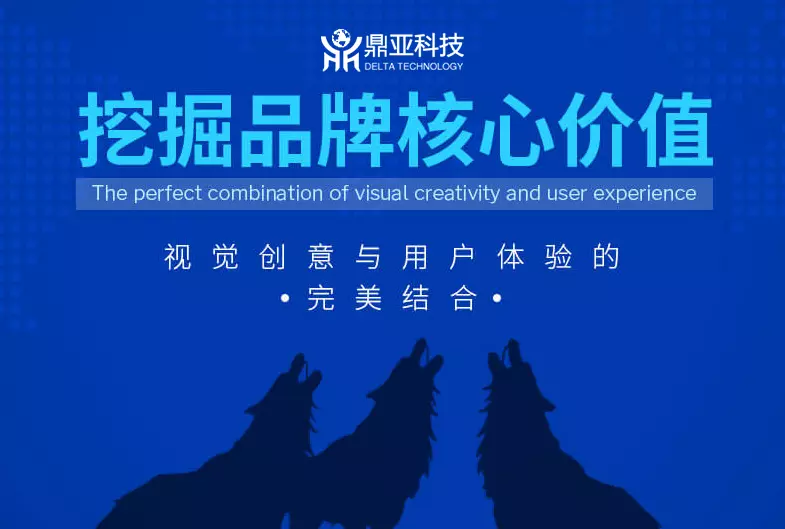 鼎亚科技
DELTA TECHNOLOGY
挖掘品牌核心价值
The perfect combination of visual creativity and user experience
视觉创意与用户体验的
•完美结合•